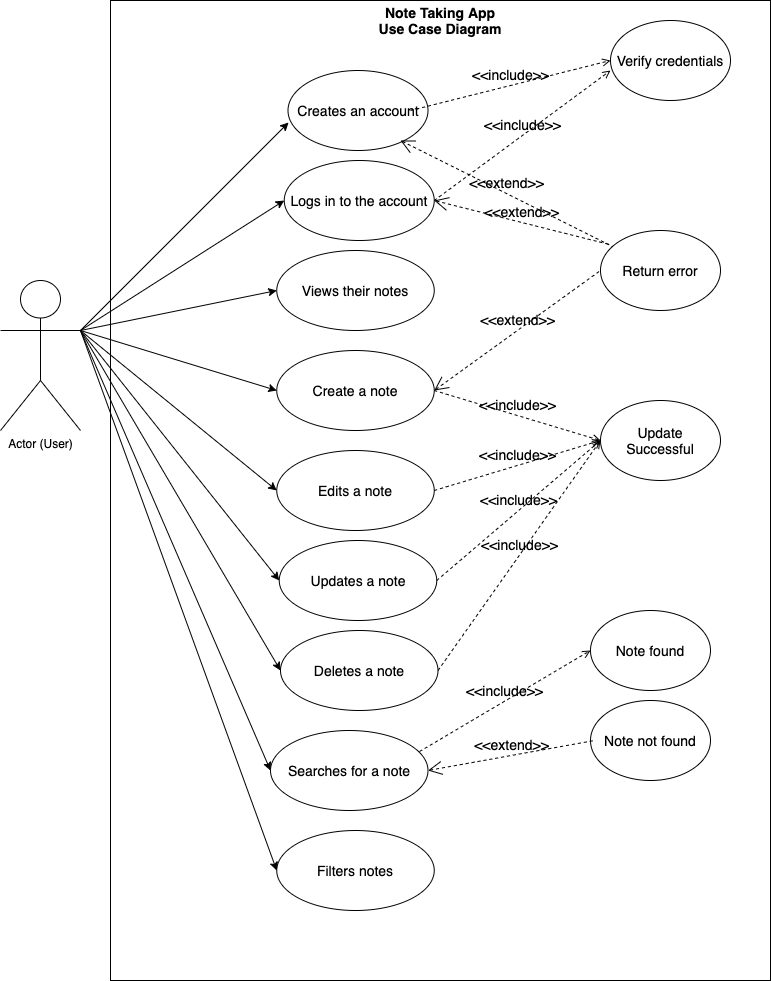 Note Taking App
Use Case Diagram
Verify credentials
<<include>>
Creates an account
<<include>>
<<extend>>
Logs in to the account
<<extend>>
Return error
Views their notes
<<extend>>
Create a note
<<include>>
Actor (User)
Update
Successful
<<include>>
Edits a note
<<include>>
<<include>>
Updates a note
Note found
Deletes a note
<<include>>
Note not found
<<extend>>
Searches for a note
Filters notes